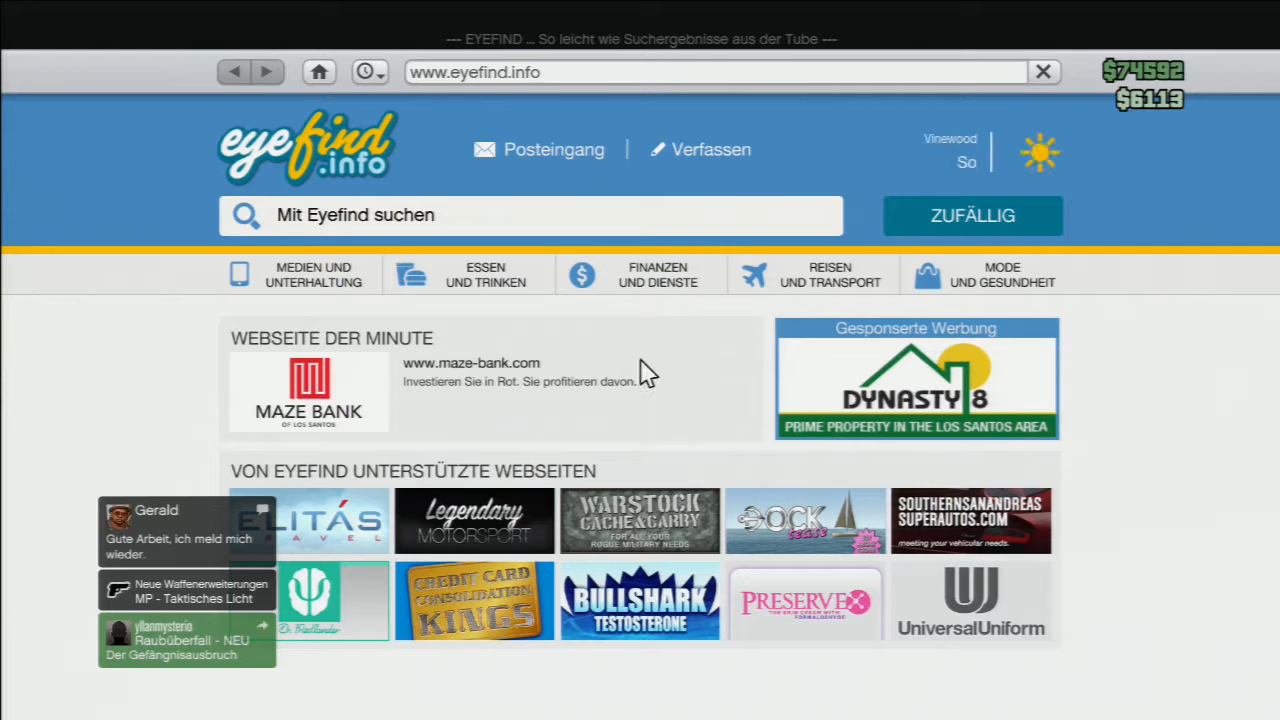 --- EYEFIND ... So leicht wie Suchergebnisse aus der Tube ---
www.eyefind.info
$74592
$6113
eyefind
.info
Posteingang
Verfassen
Vinewood
So
Mit Eyefind suchen
ZUFÄLLIG
MEDIEN UND
UNTERHALTUNG
ESSEN
UND TRINKEN
FINANZEN
UND DIENSTE
REISEN
UND TRANSPORT
MODE
UND GESUNDHEIT
WEBSEITE DER MINUTE
MAZE BANK
OF LOS SANTOS
www.maze-bank.com
Investieren Sie in Rot. Sie profitieren davon.
Gesponserte Werbung
DYNASTY 8
PRIME PROPERTY IN THE LOS SANTOS AREA
VON EYEFIND UNTERSTÜTZTE WEBSEITEN
ELITÁS
TRAVEL
Legendary
MOTORSPORT
WARSTOCK
CACHE & CARRY
FOR ALL YOUR
ROGUE MILITARY NEEDS
DOCK
tease
SOUTHERNSANANDREAS
SUPERAUTOS.COM
meeting your vehicular needs.
Dr. Friedlander
CREDIT CARD
CONSOLIDATION
KINGS
BULLSHARK
TESTOSTERONE
PRESERVEX
THE SKIN CREAM WITH
FORMALDEHYDE
UniversalUniform
Gerald
Gute Arbeit, ich meld mich
wieder.
Neue Waffenerweiterungen
MP - Taktisches Licht
yllanmysterio
Raubüberfall - NEU
Der Gefängnisausbruch